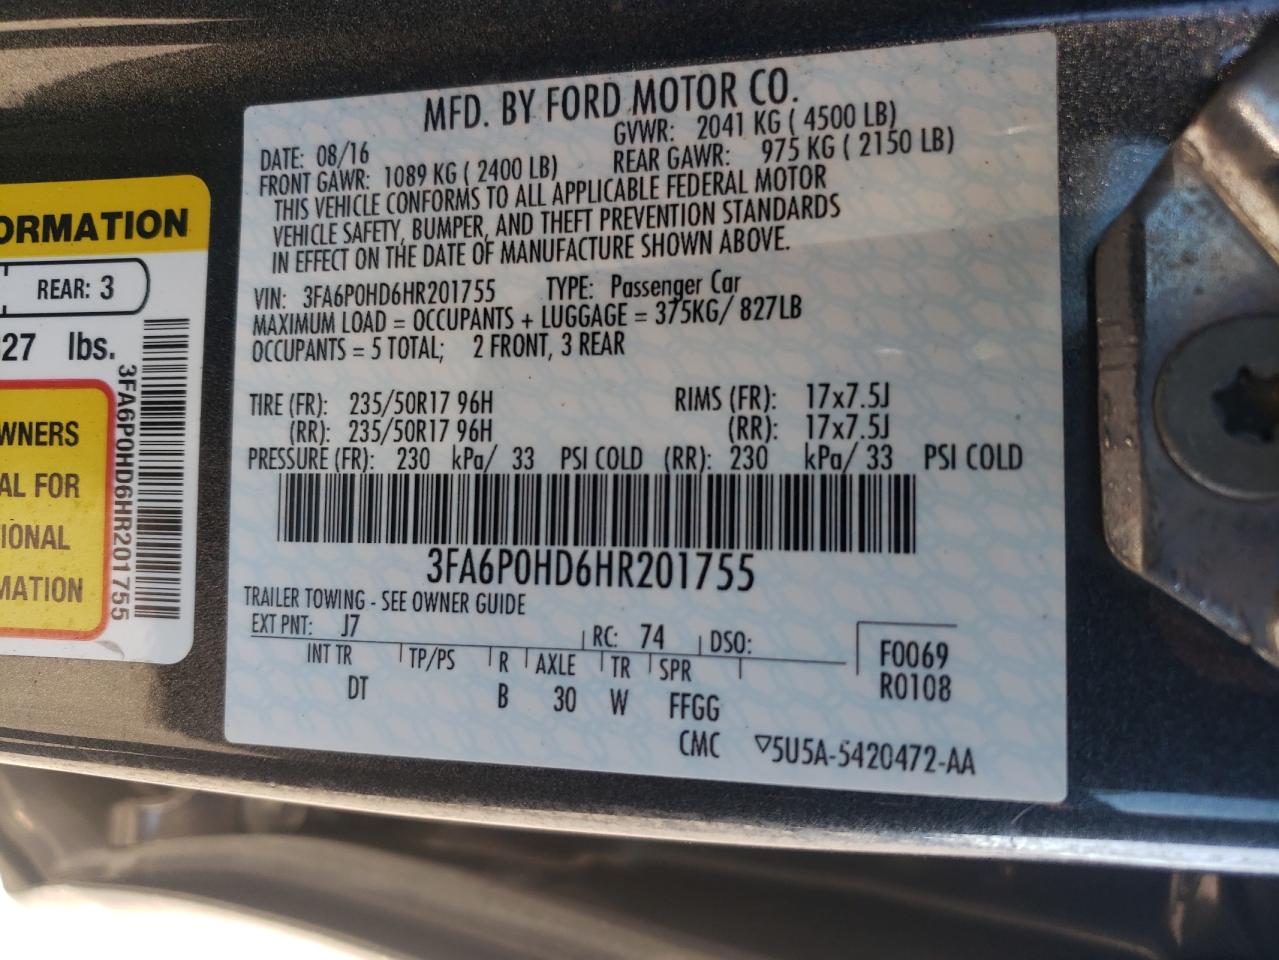 MFD. BY FORD MOTOR CO.
DATE: 08/16 GVWR: 2041 KG ( 4500 LB)
FRONT GAWR: 1089 KG ( 2400 LB) REAR GAWR: 975 KG ( 2150 LB)
THIS VEHICLE CONFORMS TO ALL APPLICABLE FEDERAL MOTOR
VEHICLE SAFETY, BUMPER, AND THEFT PREVENTION STANDARDS
IN EFFECT ON THE DATE OF MANUFACTURE SHOWN ABOVE.
VIN: 3FA6P0HD6HR201755 TYPE: Passenger Car
MAXIMUM LOAD = OCCUPANTS + LUGGAGE = 375KG/ 827LB
OCCUPANTS = 5 TOTAL; 2 FRONT, 3 REAR
TIRE (FR): 235/50R17 96H RIMS (FR): 17x7.5J
(RR): 235/50R17 96H (RR): 17x7.5J
PRESSURE (FR): 230 kPa/ 33 PSI COLD (RR): 230 kPa/ 33 PSI COLD
3FA6P0HD6HR201755
TRAILER TOWING - SEE OWNER GUIDE
EXT PNT: J7 RC: 74 DSO:
INT TR TP/PS R AXLE TR SPR
DT B 30 W FFGG
CMC ▽5U5A-5420472-AA
F0069
R0108
ORMATION
REAR: 3
27 lbs.
WNERS
AL FOR
IONAL
MATION
3FA6P0HD6HR201755